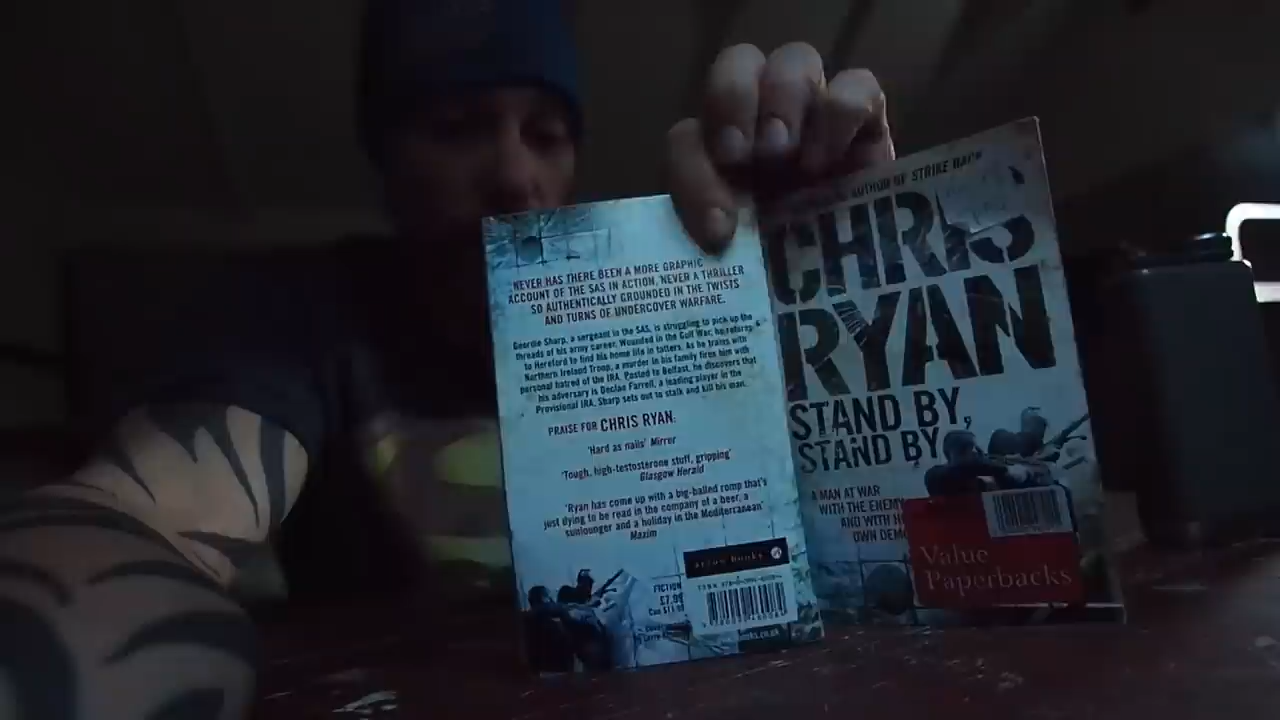 NEVER HAS THERE BEEN A MORE GRAPHIC
ACCOUNT OF THE SAS IN ACTION, NEVER A THRILLER
SO AUTHENTICALLY GROUNDED IN THE TWISTS
AND TURNS OF UNDERCOVER WARFARE.
Geordie Sharp, a sergeant in the SAS, is struggling to pick up the
threads of his army career. Wounded in the Gulf War, he returns
to Hereford to find his home life in tatters. As he trains with
Northern Ireland Troop, a murder in his family fires him with
personal hatred of the IRA. Posted to Belfast, he discovers that
his adversary is Declan Farrell, a leading player in the
Provisional IRA. Sharp sets out to stalk and kill his man.
PRAISE FOR CHRIS RYAN:
'Hard as nails' Mirror
'Tough, high-testosterone stuff, gripping'
Glasgow Herald
'Ryan has come up with a big-balled romp that's
just dying to be read in the company of a beer, a
sunlounger and a holiday in the Mediterranean'
Maxim
arrow books
FICTION
£7.99
AUTHOR OF STRIKE BACK
CHRIS
RYAN
STAND BY,
STAND BY
A MAN AT WAR
WITH THE ENEMY
AND WITH
OWN
Value
Paperbacks